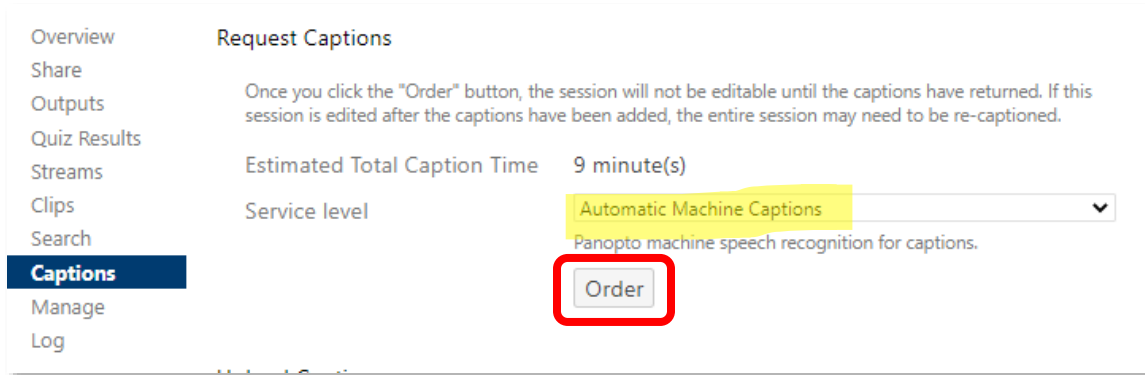 Overview
Share
Outputs
Quiz Results
Streams
Clips
Search
Captions
Manage
Log
Request Captions
Once you click the "Order" button, the session will not be editable until the captions have returned. If this
session is edited after the captions have been added, the entire session may need to be re-captioned.
Estimated Total Caption Time 9 minute(s)
Service level Automatic Machine Captions
Panopto machine speech recognition for captions.
Order